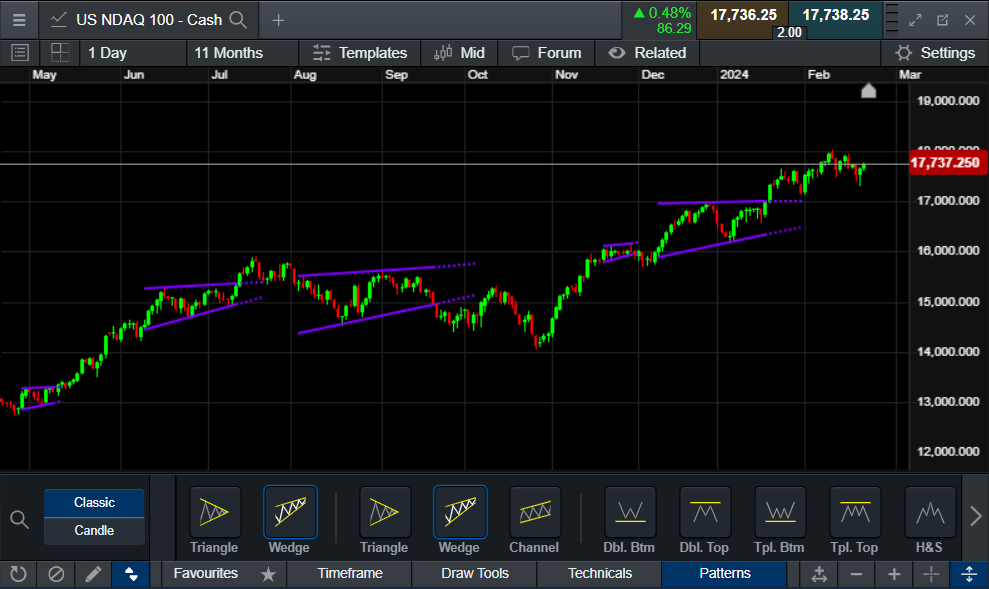 US NDAQ 100 - Cash
0.48%
86.29
17,736.25
17,738.25
2.00
1 Day
11 Months
Templates
Mid
Forum
Related
Settings
May Jun Jul Aug Sep Oct Nov Dec 2024 Feb Mar
19,000.000
18,000.000
17,737.250
17,000.000
16,000.000
15,000.000
14,000.000
13,000.000
12,000.000
Classic
Candle
Triangle Wedge Triangle Wedge Channel Dbl. Btm Dbl. Top Tpl. Btm Tpl. Top H&S
Favourites Timeframe Draw Tools Technicals Patterns